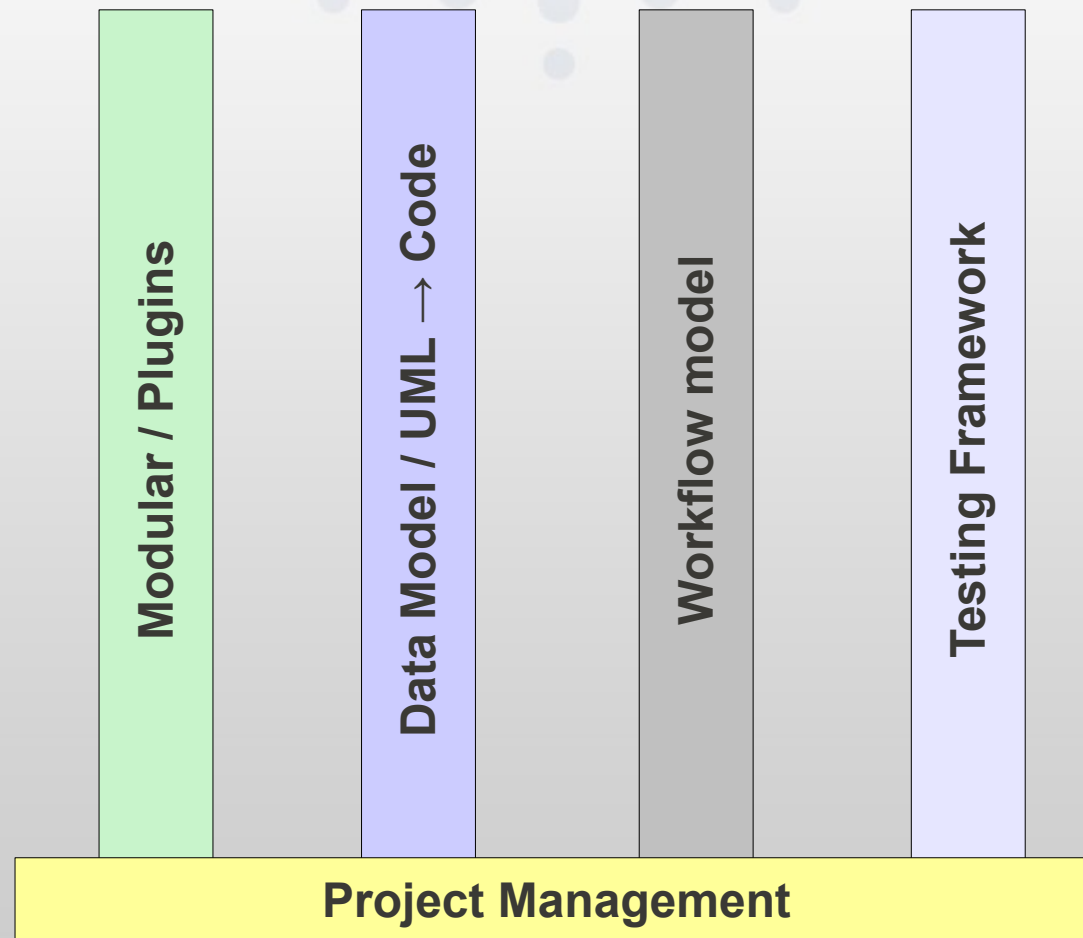 Modular / Plugins
Data Model / UML → Code
Workflow model
Testing Framework
Project Management